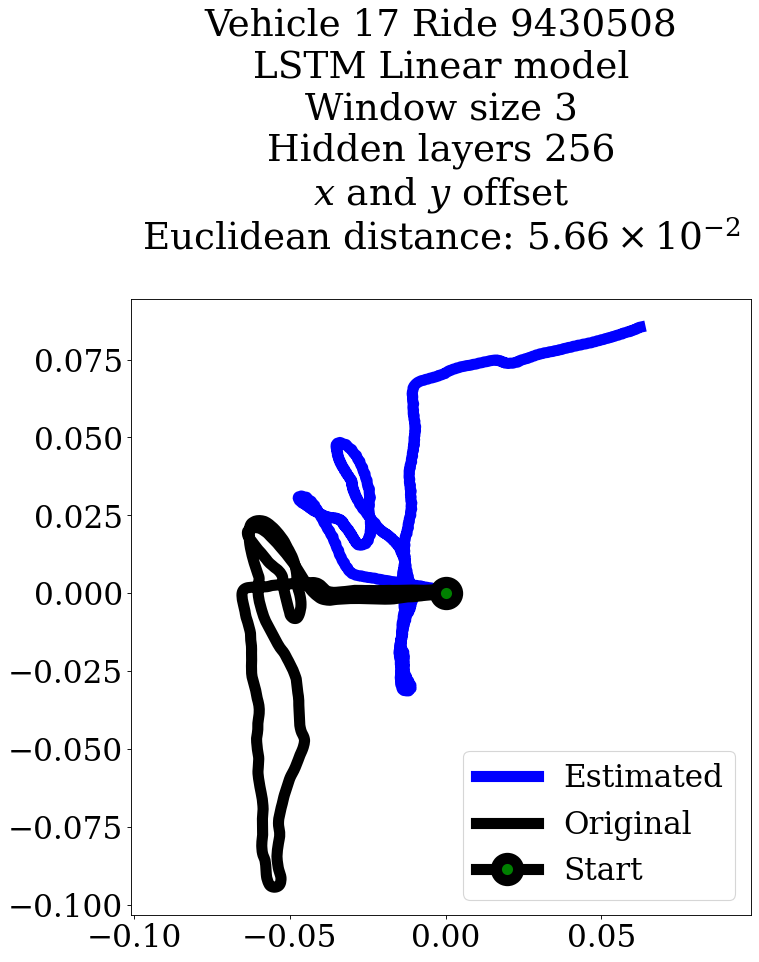 Vehicle 17 Ride 9430508
LSTM Linear model
Window size 3
Hidden layers 256
x and y offset
Euclidean distance: 5.66 × 10⁻²
0.075
0.050
0.025
0.000
−0.025
−0.050
−0.075
−0.100
−0.10
−0.05
0.00
0.05
Estimated
Original
Start